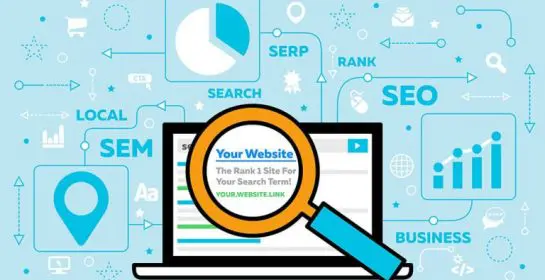 SERP
RANK
SEARCH
SEO
LOCAL
SEM
CTA
Your Website
The Rank 1 Site For
Your Search Term!
YOUR.WEBSITE.LINK
Aa
BUSINESS